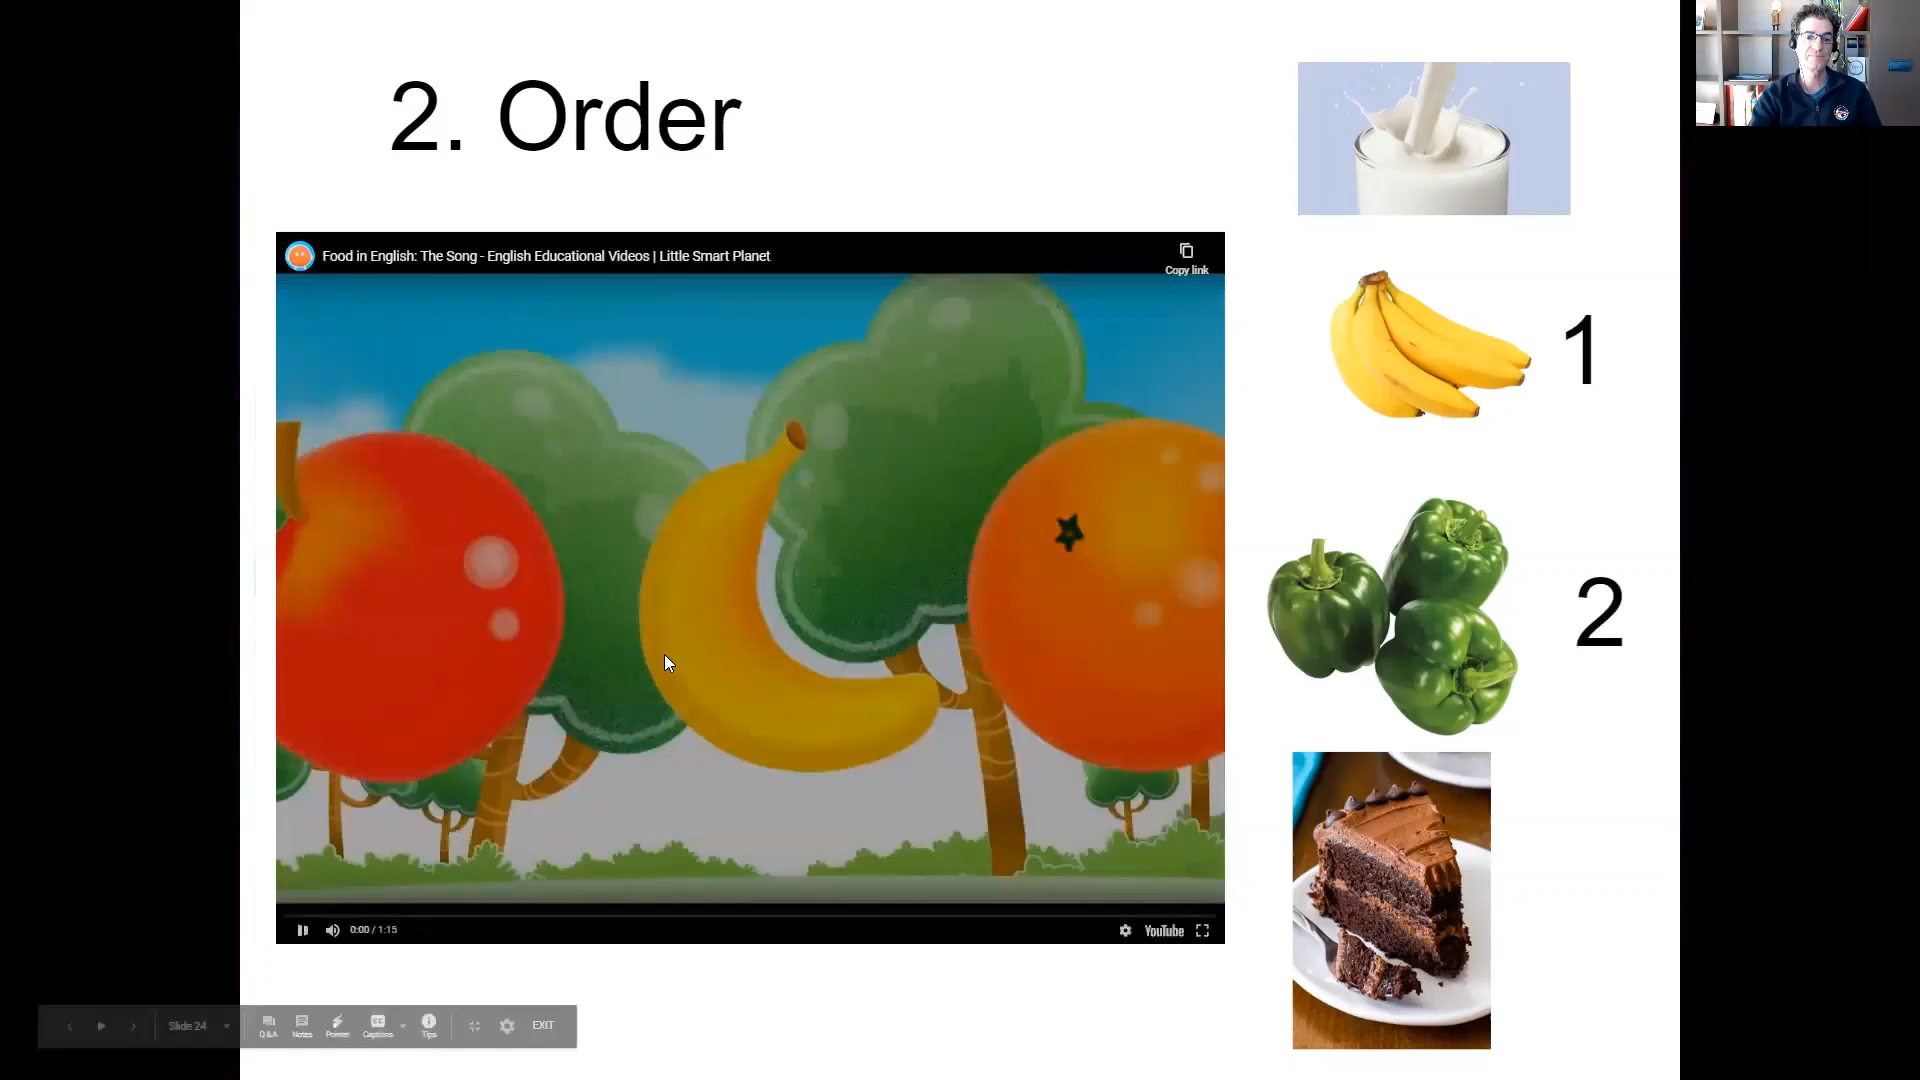 2. Order
Food in English: The Song - English Educational Videos | Little Smart Planet
Copy link
1
2
0:00 / 1:15
YouTube
Slide 24
Q&A
Notes
Pointer
Captions
Tips
EXIT